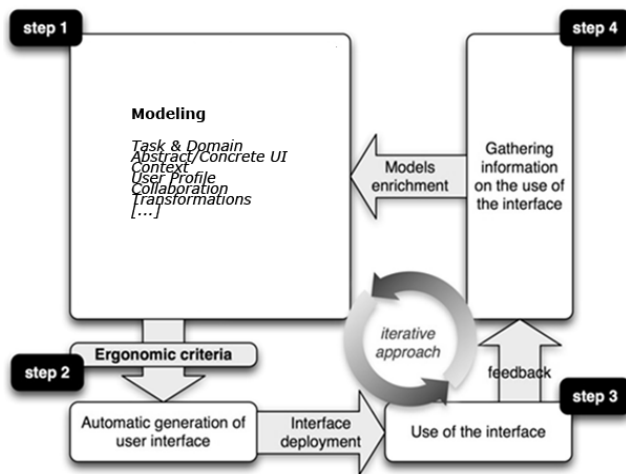 step 1
Modeling
Task & Domain
Abstract/Concrete UI
Context
User Profile
Collaboration
Transformations
[...]
step 4
Gathering
information
on the use of
the interface
Models
enrichment
iterative
approach
Ergonomic criteria
step 2
Automatic generation of
user interface
Interface
deployment
feedback
step 3
Use of the interface